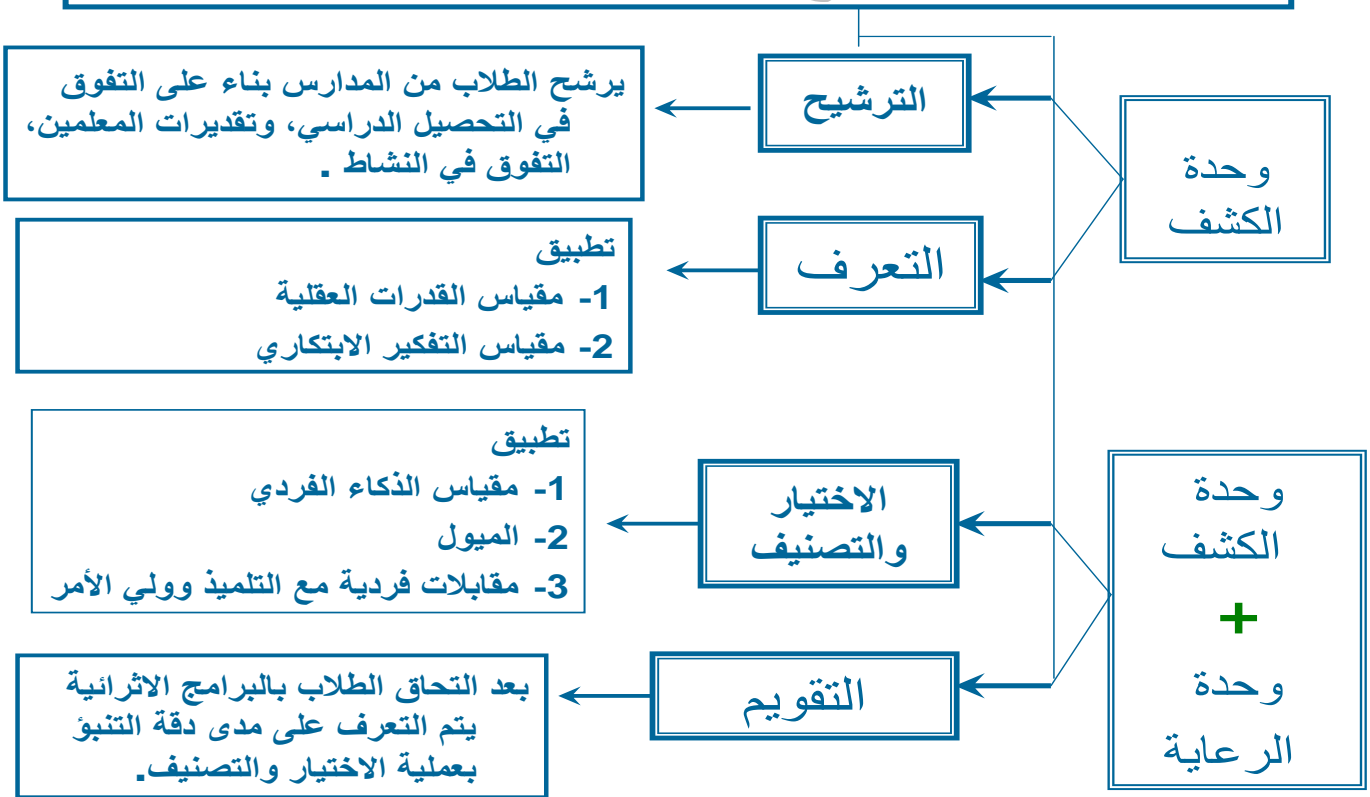 وحدة
الكشف
الترشيح
يرشح الطلاب من المدارس بناء على التفوق
في التحصيل الدراسي، وتقديرات المعلمين،
التفوق في النشاط .
التعرف
تطبيق
1- مقياس القدرات العقلية
2- مقياس التفكير الابتكاري
وحدة
الكشف
+
وحدة
الرعاية
الاختيار
والتصنيف
تطبيق
1- مقياس الذكاء الفردي
2- الميول
3- مقابلات فردية مع التلميذ وولي الأمر
التقويم
بعد التحاق الطلاب بالبرامج الاثرائية
يتم التعرف على مدى دقة التنبؤ
بعملية الاختيار والتصنيف.